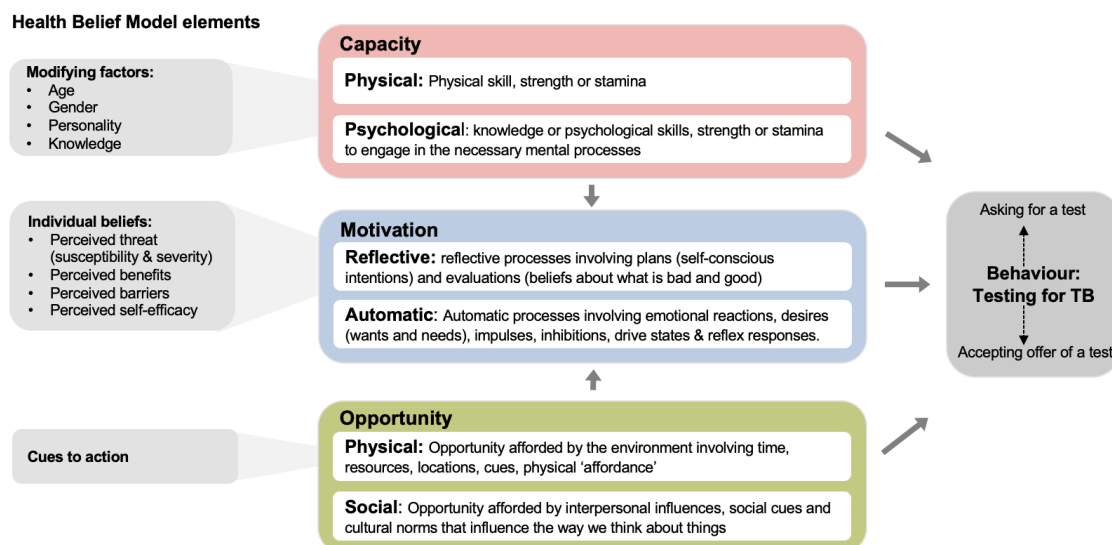 Health Belief Model elements
Modifying factors:
• Age
• Gender
• Personality
• Knowledge
Capacity
Physical: Physical skill, strength or stamina
Psychological: knowledge or psychological skills, strength or stamina
to engage in the necessary mental processes
Individual beliefs:
• Perceived threat
(susceptibility & severity)
• Perceived benefits
• Perceived barriers
• Perceived self-efficacy
Motivation
Reflective: reflective processes involving plans (self-conscious
intentions) and evaluations (beliefs about what is bad and good)
Automatic: Automatic processes involving emotional reactions, desires
(wants and needs), impulses, inhibitions, drive states & reflex responses.
Cues to action
Opportunity
Physical: Opportunity afforded by the environment involving time,
resources, locations, cues, physical ‘affordance’
Social: Opportunity afforded by interpersonal influences, social cues and
cultural norms that influence the way we think about things
Asking for a test
Behaviour:
Testing for TB
Accepting offer of a test